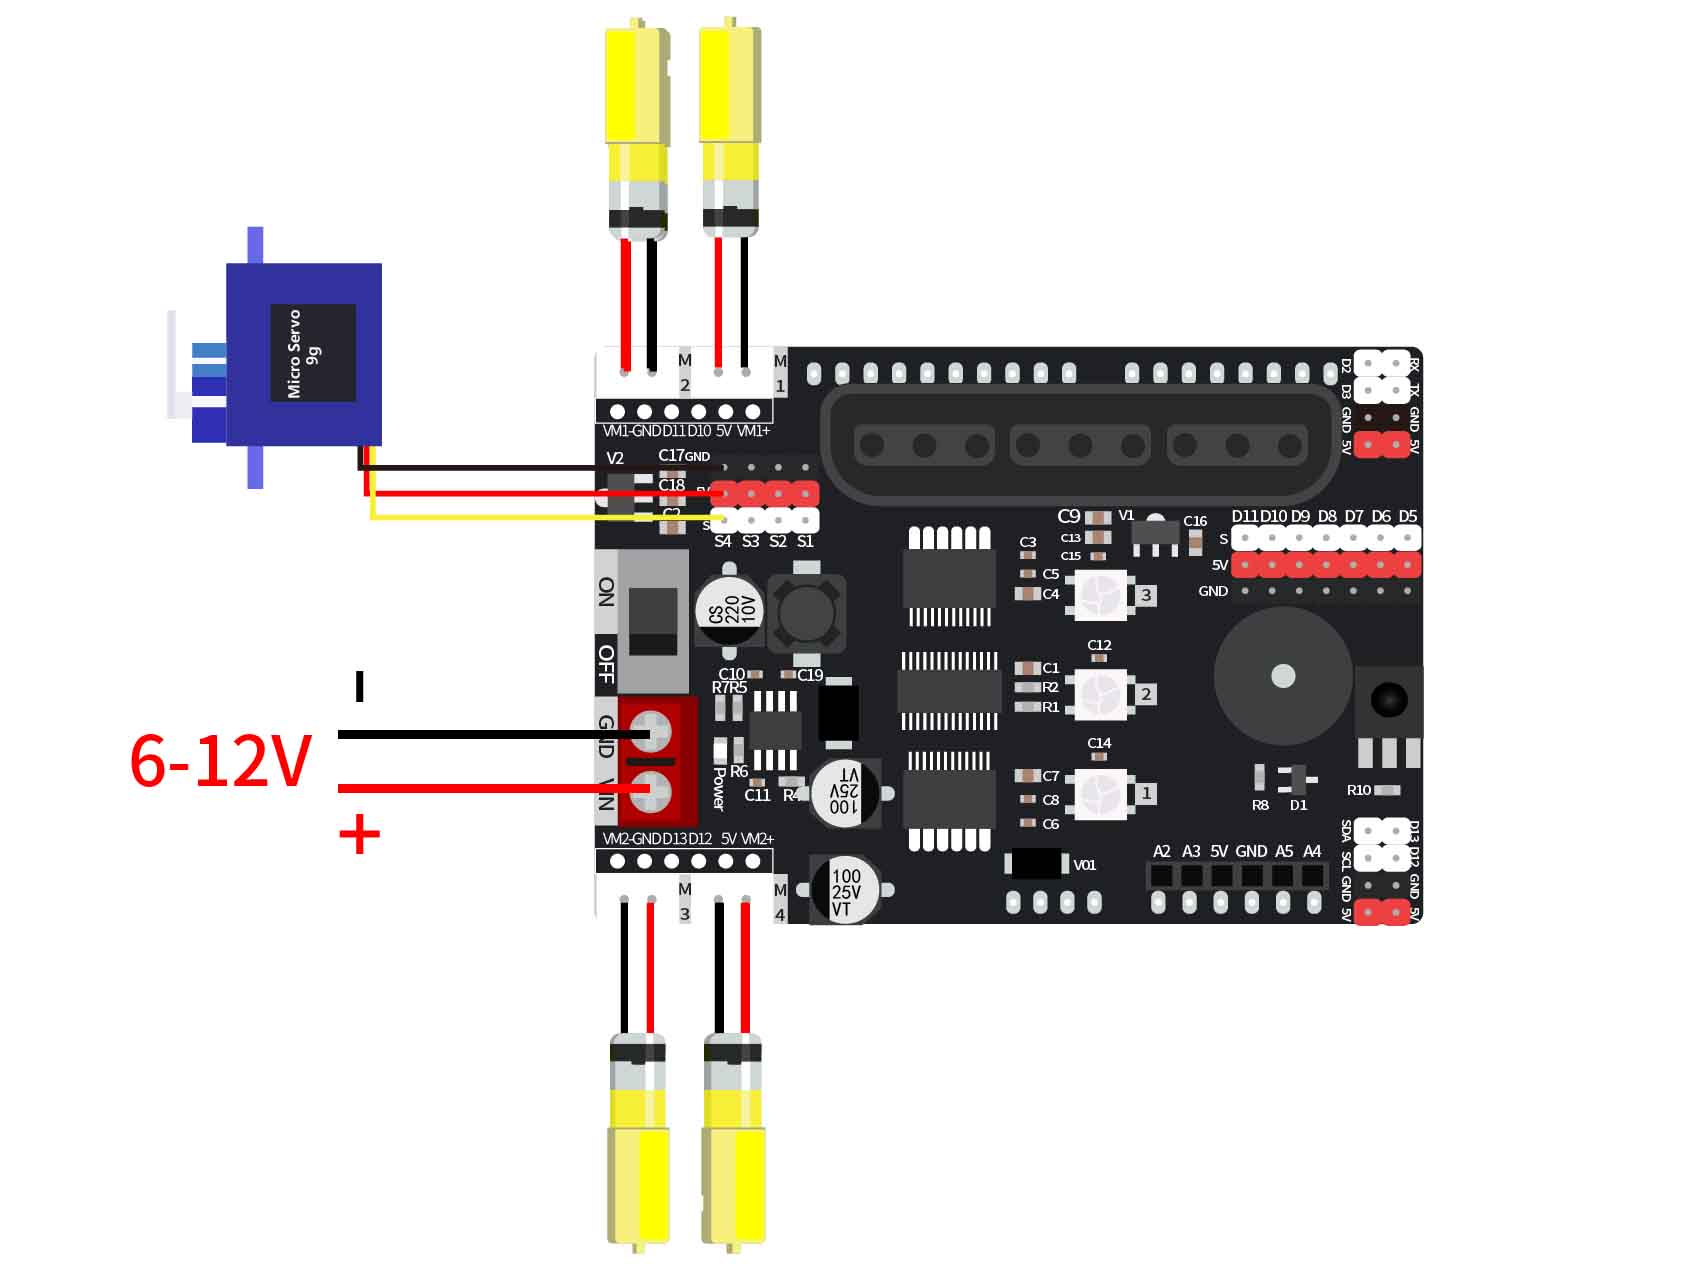 Micro Servo
9g
M
2
M
1
VM1- GND D11 D10 5V VM1+
V2
C17 GND
C18 5V
C2 S
S4 S3 S2 S1
ON
OFF
GND
VIN
-
6-12V
+
CS
220
10V
C10 C19
R7 R5
R6
Power
C11 R4
100
25V
VT
100
25V
VT
VM2- GND D13 D12 5V VM2+
M
3
M
4
C3
C5
C4
C1
R2
R1
C7
C8
C6
C9
C13
C15
V1
C16
3
C12
2
C14
1
V01
D2 RX
D3 TX
GND GND
5V 5V
D11 D10 D9 D8 D7 D6 D5
S
5V
GND
R8 D1
R10
A2 A3 5V GND A5 A4
SDA D13
SCL D12
GND GND
5V 5V